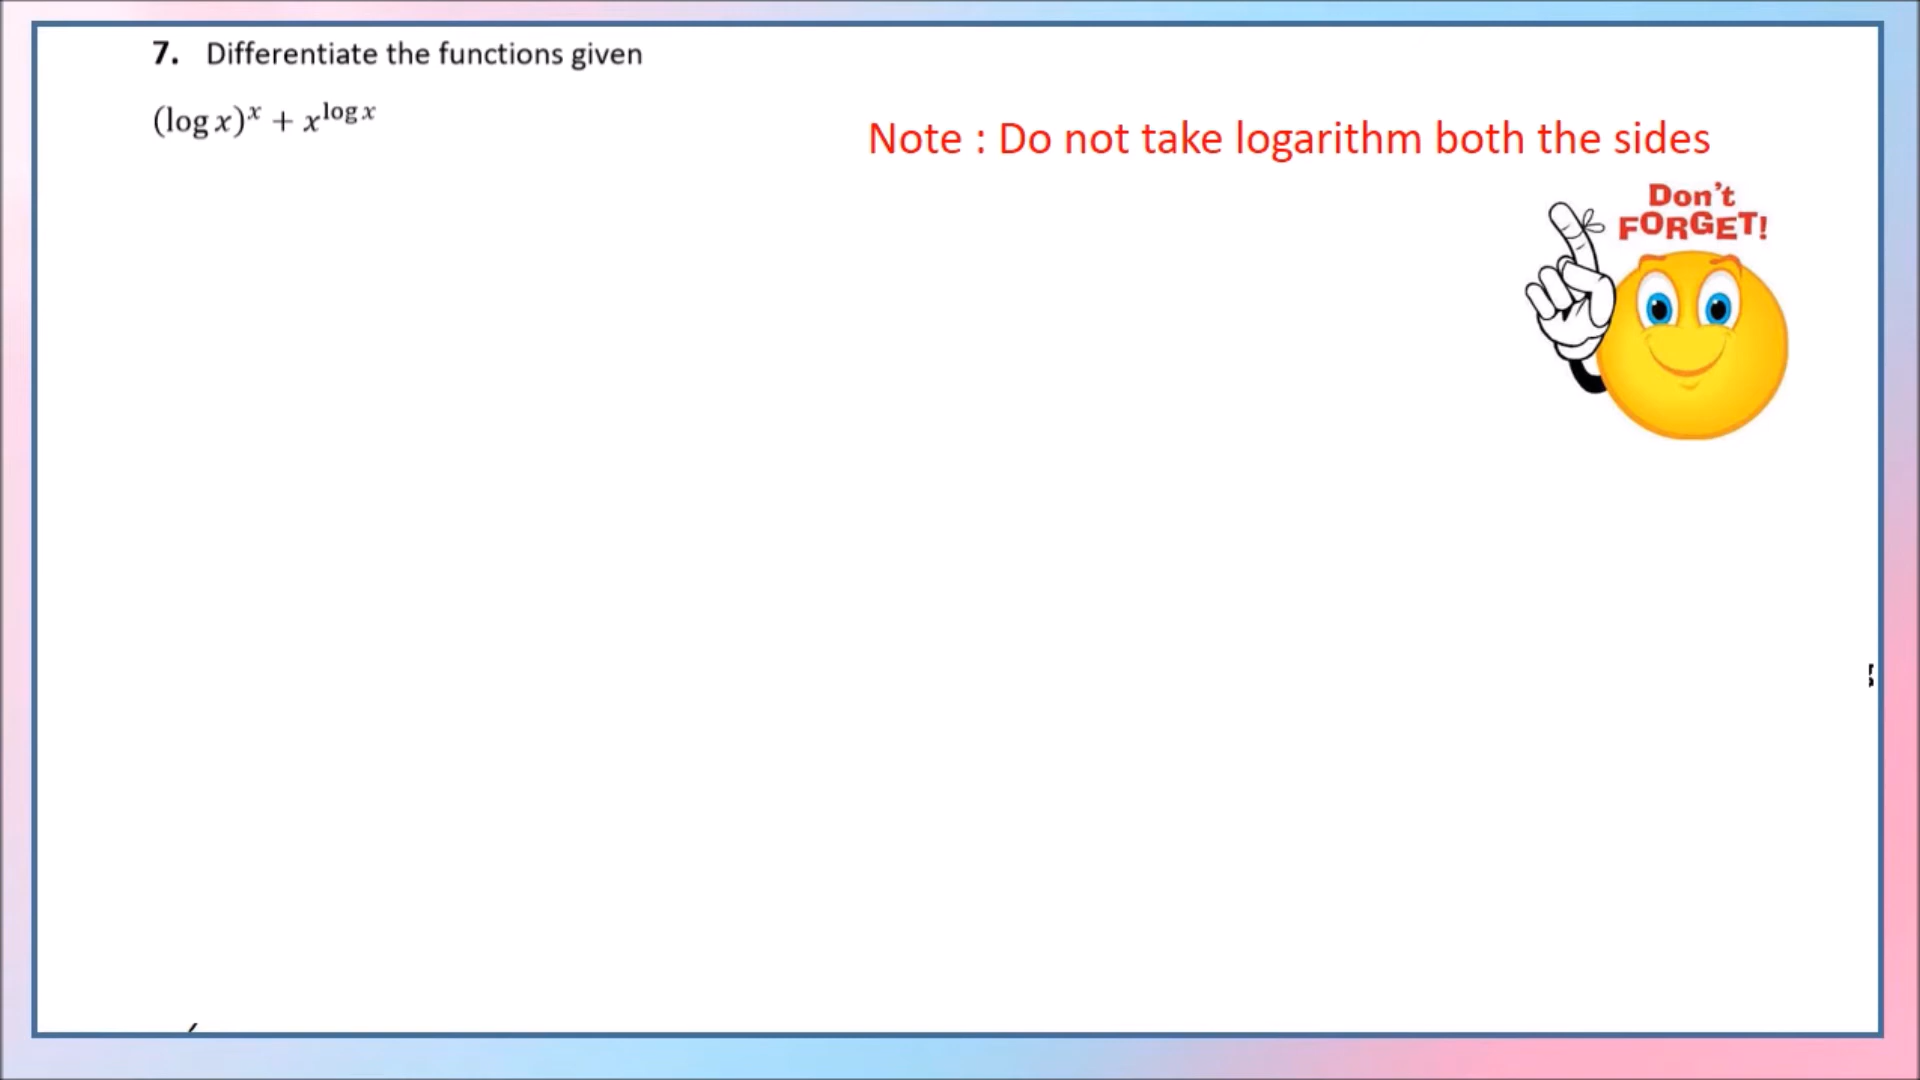 7. Differentiate the functions given
(log x)^x + x^{log x}
Note : Do not take logarithm both the sides
Don't
FORGET!